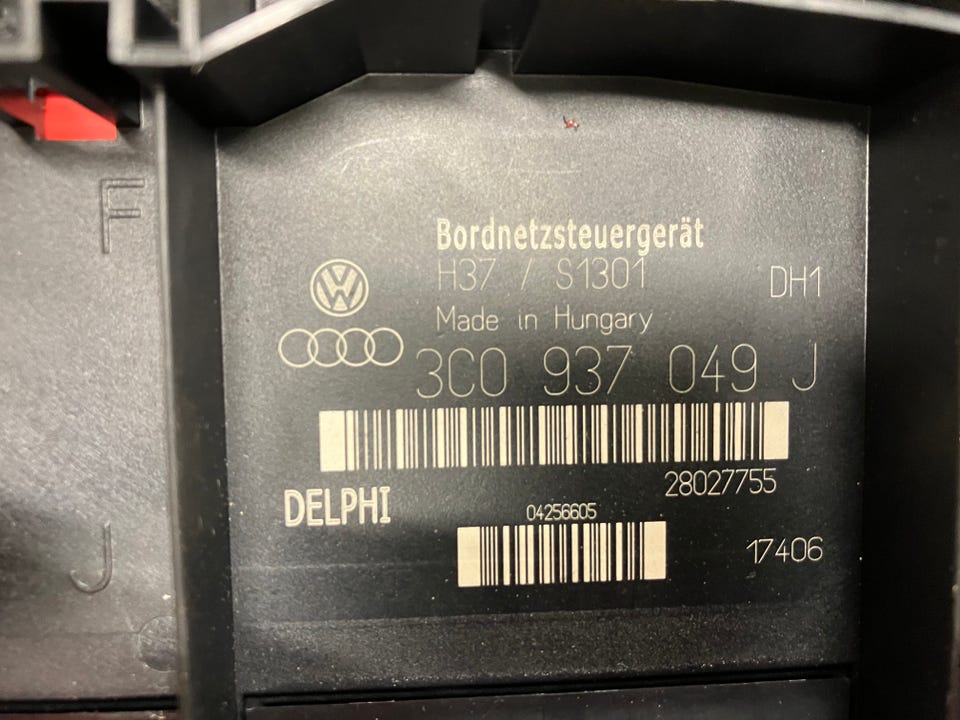 F
Bordnetzsteuergerät
H37 / S1301 DH1
Made in Hungary
3C0 937 049 J
28027755
DELPHI
04256605
17406
J